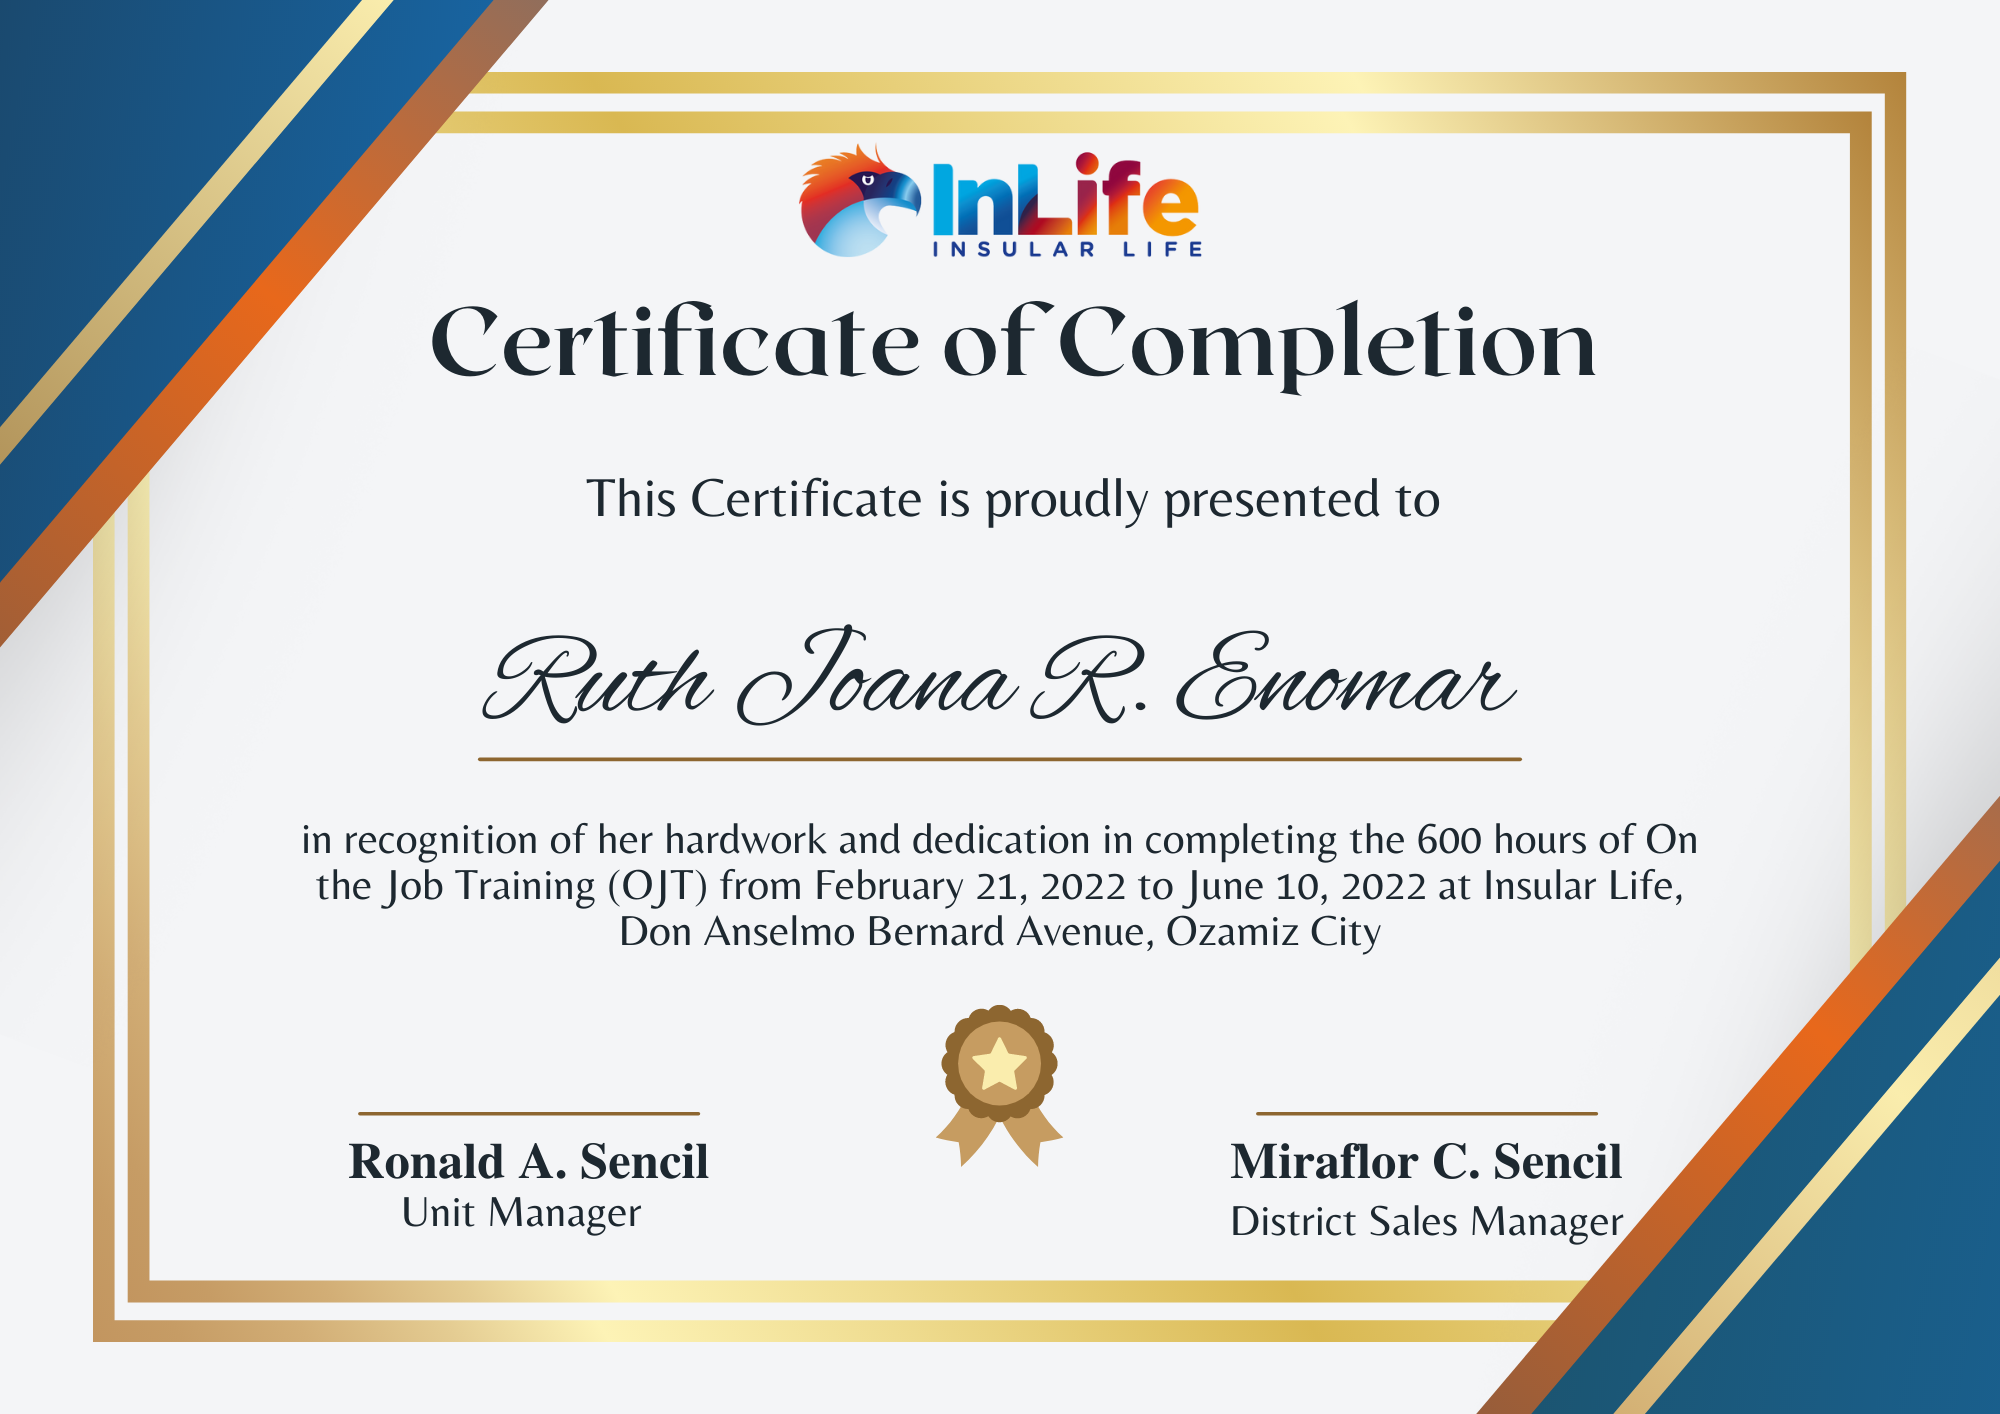 InLife
INSULAR LIFE
Certificate of Completion
This Certificate is proudly presented to
Ruth Joana R. Enomar
in recognition of her hardwork and dedication in completing the 600 hours of On
the Job Training (OJT) from February 21, 2022 to June 10, 2022 at Insular Life,
Don Anselmo Bernard Avenue, Ozamiz City
Ronald A. Sencil
Unit Manager
Miraflor C. Sencil
District Sales Manager